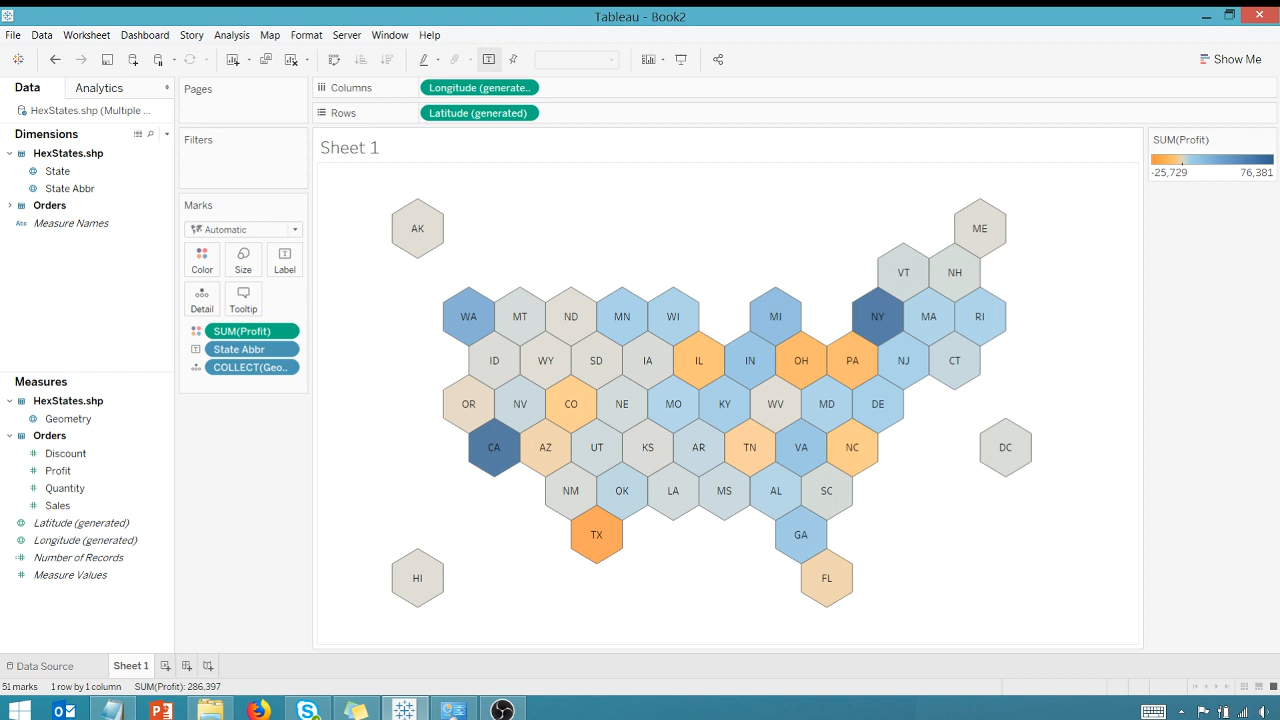 Tableau - Book2
File Data Worksheet Dashboard Story Analysis Map Format Server Window Help
Show Me
Data Analytics
HexStates.shp (Multiple ...
Dimensions
HexStates.shp
State
State Abbr
Orders
Abc Measure Names
Measures
HexStates.shp
Geometry
Orders
Discount
Profit
Quantity
Sales
Latitude (generated)
Longitude (generated)
Number of Records
Measure Values
Pages
Filters
Marks
Automatic
Color Size Label
Detail Tooltip
SUM(Profit)
State Abbr
COLLECT(Geo..
Columns Longitude (generate..
Rows Latitude (generated)
Sheet 1
AK ME
VT NH
WA MT ND MN WI MI NY MA RI
ID WY SD IA IL IN OH PA NJ CT
OR NV CO NE MO KY WV MD DE
CA AZ UT KS AR TN VA NC DC
NM OK LA MS AL SC
TX GA
HI FL
SUM(Profit)
-25,729 76,381
Data Source Sheet 1
51 marks 1 row by 1 column SUM(Profit): 286,397